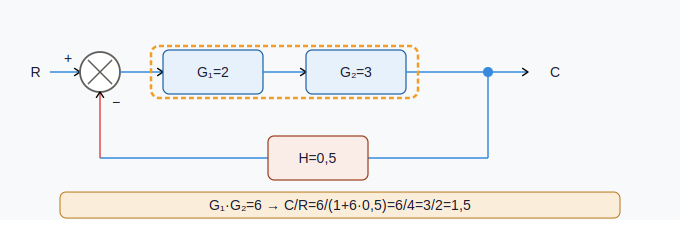 +
R
G₁=2
G₂=3
C
−
H=0,5
G₁·G₂=6 → C/R=6/(1+6·0,5)=6/4=3/2=1,5